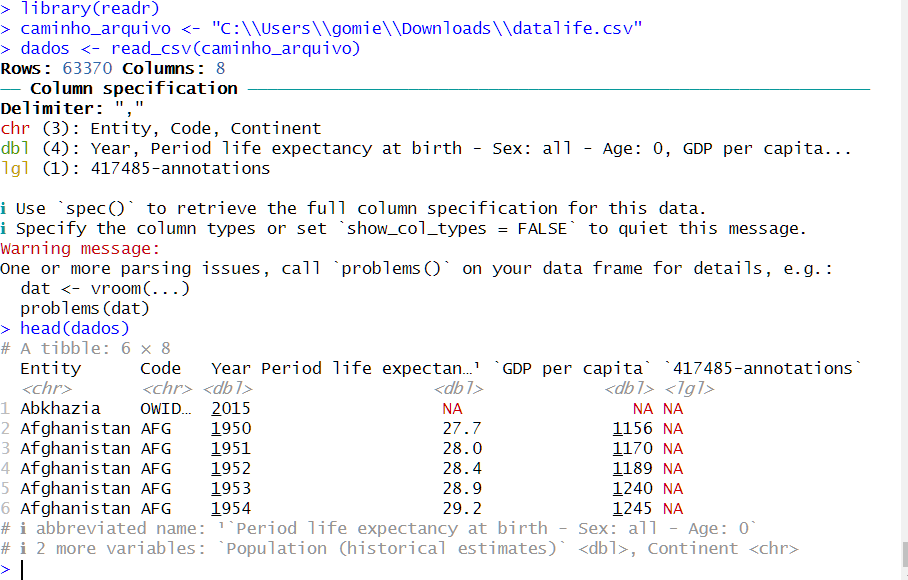 > library(readr)
> caminho_arquivo <- "C:\\Users\\gomie\\Downloads\\datalife.csv"
> dados <- read_csv(caminho_arquivo)
Rows: 63370 Columns: 8
── Column specification ──────────────────────────────────────────
Delimiter: ","
chr (3): Entity, Code, Continent
dbl (4): Year, Period life expectancy at birth - Sex: all - Age: 0, GDP per capita...
lgl (1): 417485-annotations

ℹ Use `spec()` to retrieve the full column specification for this data.
ℹ Specify the column types or set `show_col_types = FALSE` to quiet this message.
Warning message:
One or more parsing issues, call `problems()` on your data frame for details, e.g.:
  dat <- vroom(...)
  problems(dat)
> head(dados)
# A tibble: 6 × 8
  Entity      Code   Year Period life expectan…¹ `GDP per capita` `417485-annotations`
  <chr>       <chr> <dbl>                  <dbl>            <dbl> <lgl>
1 Abkhazia    OWID…  2015                   NA                 NA NA
2 Afghanistan AFG    1950                   27.7             1156 NA
3 Afghanistan AFG    1951                   28.0             1170 NA
4 Afghanistan AFG    1952                   28.4             1189 NA
5 Afghanistan AFG    1953                   28.9             1240 NA
6 Afghanistan AFG    1954                   29.2             1245 NA
# ℹ abbreviated name: ¹`Period life expectancy at birth - Sex: all - Age: 0`
# ℹ 2 more variables: `Population (historical estimates)` <dbl>, Continent <chr>
>